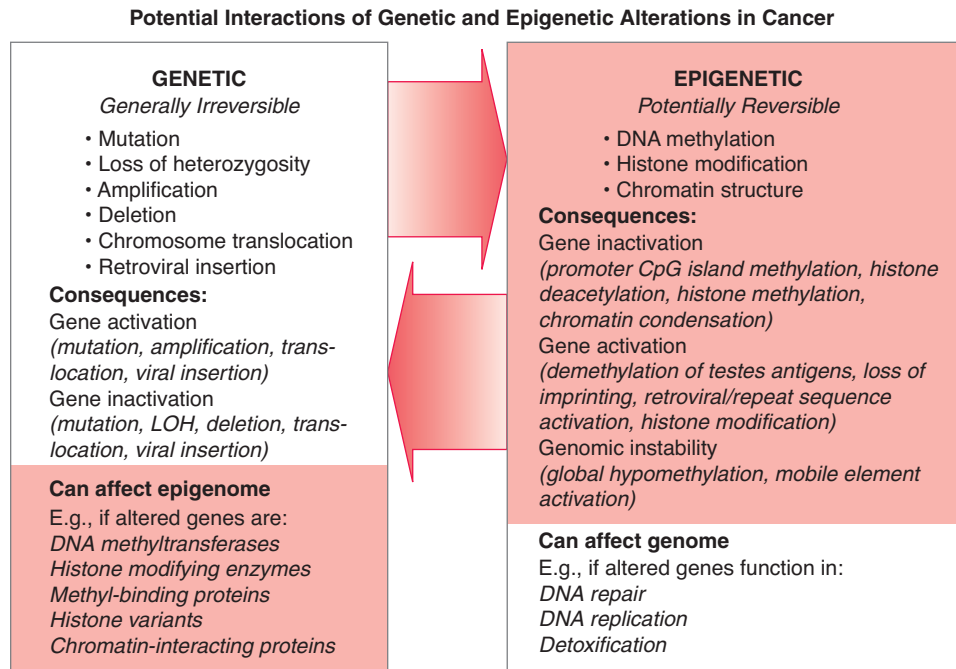 Potential Interactions of Genetic and Epigenetic Alterations in Cancer
GENETIC
Generally Irreversible
• Mutation
• Loss of heterozygosity
• Amplification
• Deletion
• Chromosome translocation
• Retroviral insertion
Consequences:
Gene activation
(mutation, amplification, trans-
location, viral insertion)
Gene inactivation
(mutation, LOH, deletion, trans-
location, viral insertion)
Can affect epigenome
E.g., if altered genes are:
DNA methyltransferases
Histone modifying enzymes
Methyl-binding proteins
Histone variants
Chromatin-interacting proteins
EPIGENETIC
Potentially Reversible
• DNA methylation
• Histone modification
• Chromatin structure
Consequences:
Gene inactivation
(promoter CpG island methylation, histone
deacetylation, histone methylation,
chromatin condensation)
Gene activation
(demethylation of testes antigens, loss of
imprinting, retroviral/repeat sequence
activation, histone modification)
Genomic instability
(global hypomethylation, mobile element
activation)
Can affect genome
E.g., if altered genes function in:
DNA repair
DNA replication
Detoxification